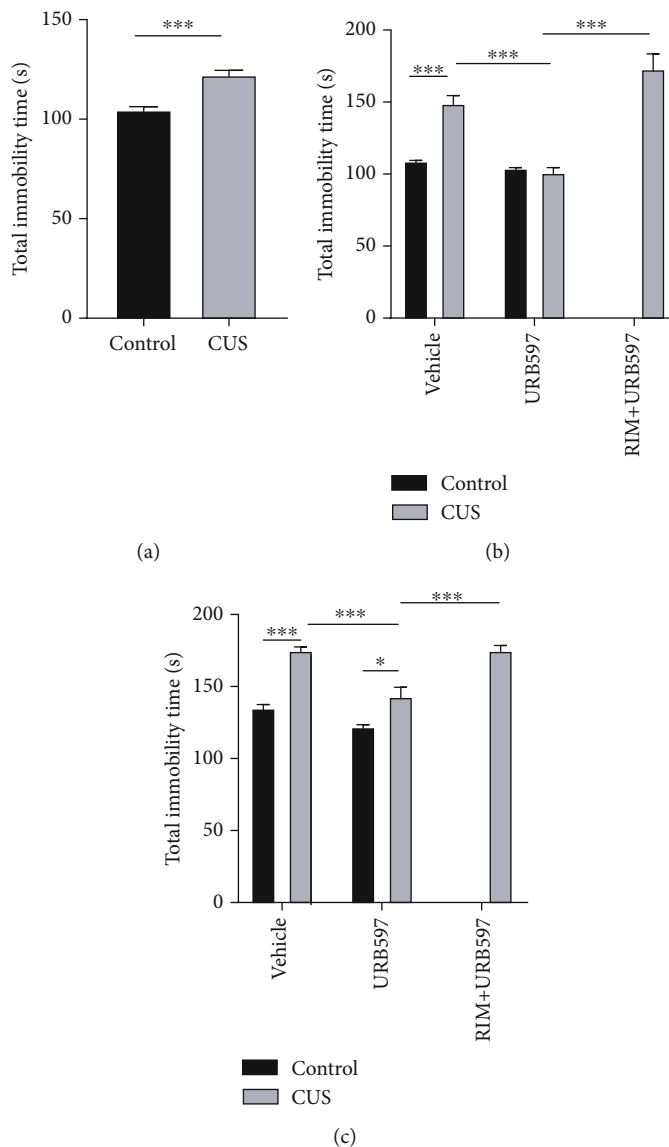 150
100
50
0
Total immobility time (s)
***
Control
CUS
(a)
200
150
100
50
0
Total immobility time (s)
***
***
***
Vehicle
URB597
RIM+URB597
Control
CUS
(b)
200
150
100
50
0
Total immobility time (s)
***
***
*
***
Vehicle
URB597
RIM+URB597
Control
CUS
(c)